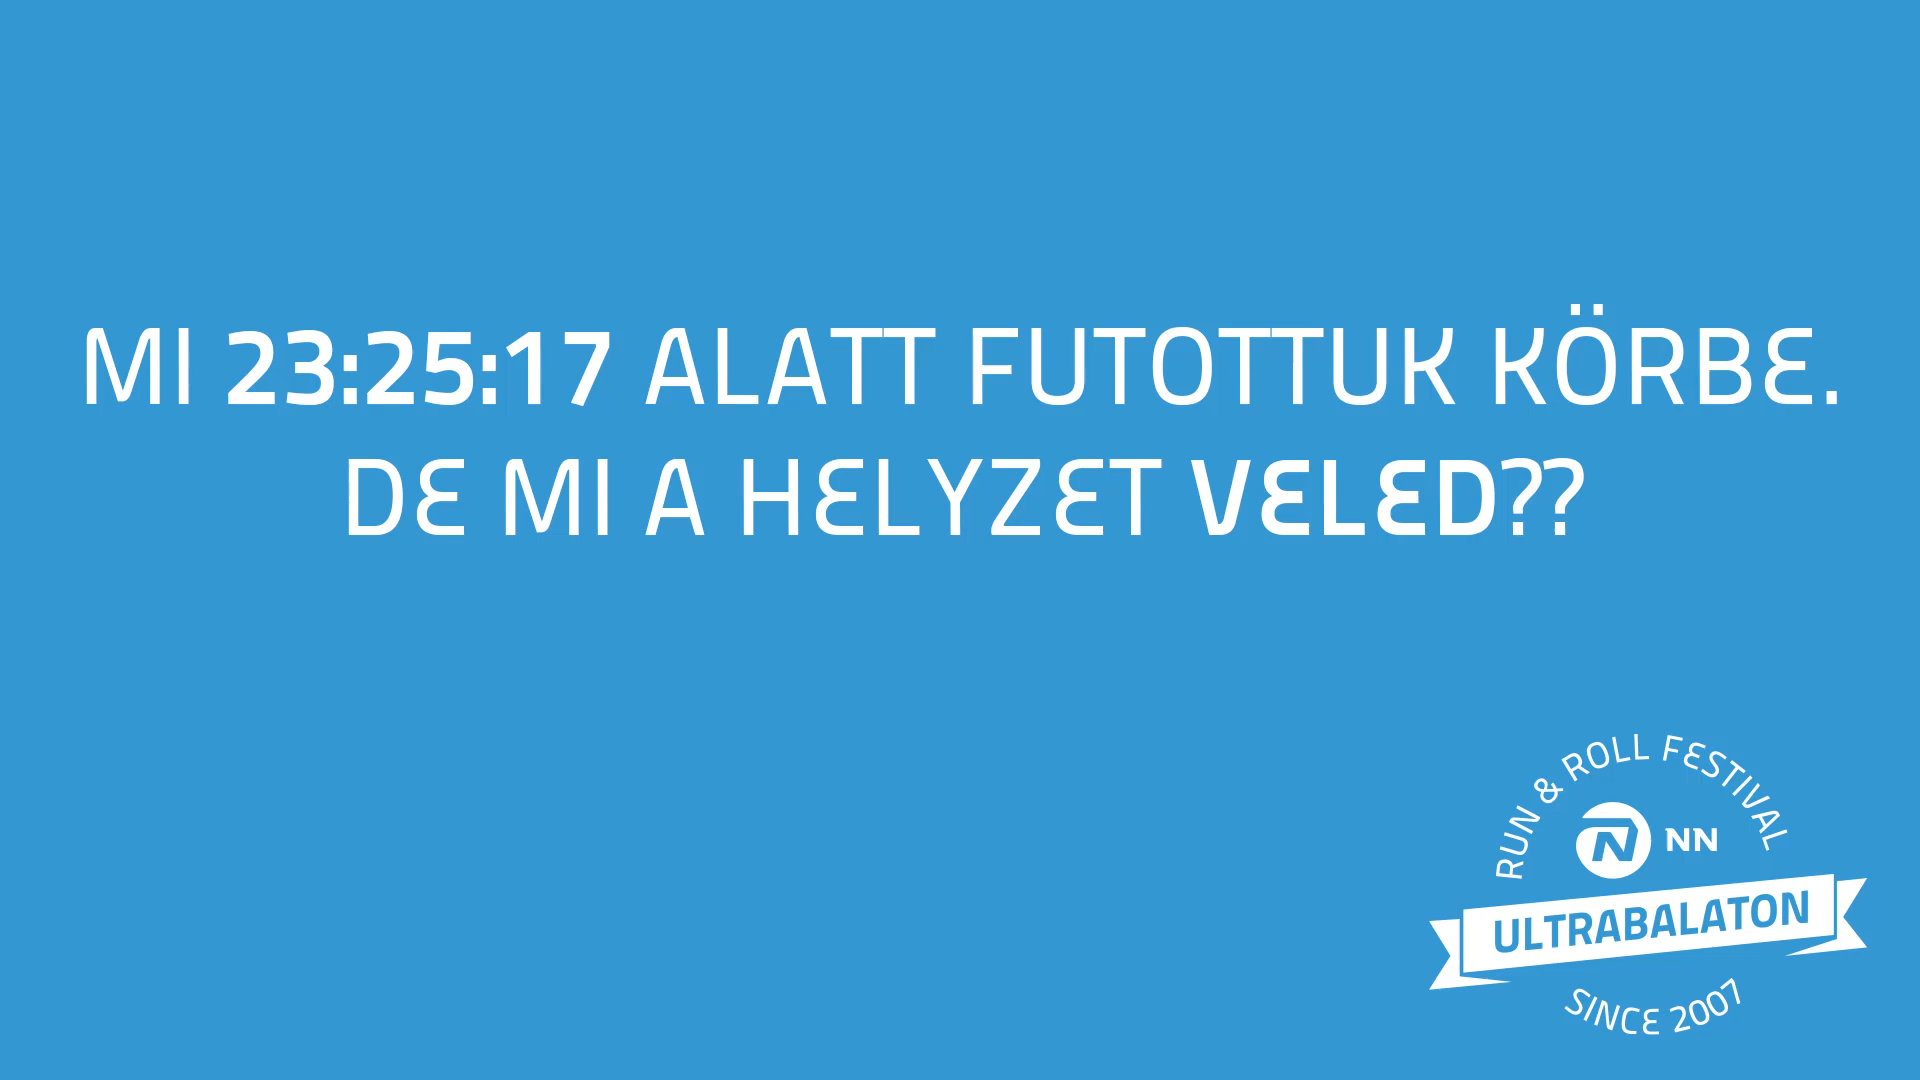 MI 23:25:17 ALATT FUTOTTUK KÖRBE.
DE MI A HELYZET VELED??
RUN & ROLL FESTIVAL
NN
ULTRABALATON
SINCE 2007